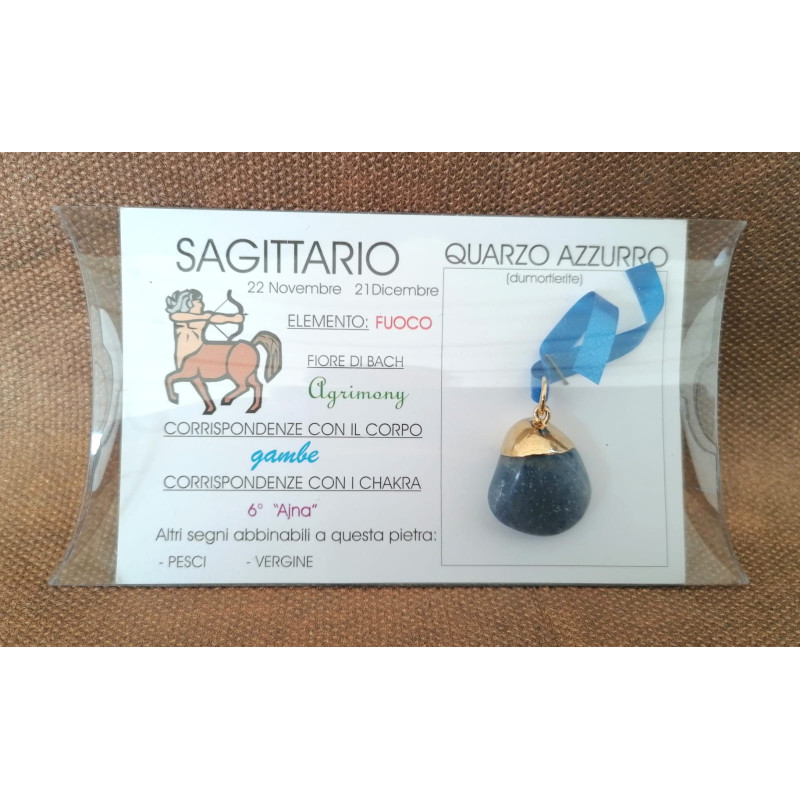 SAGITTARIO
22 Novembre 21Dicembre
ELEMENTO: FUOCO
FIORE DI BACH
Agrimony
CORRISPONDENZE CON IL CORPO
gambe
CORRISPONDENZE CON I CHAKRA
6° "Ajna"
Altri segni abbinabili a questa pietra:
- PESCI - VERGINE
QUARZO AZZURRO
(dumortierite)